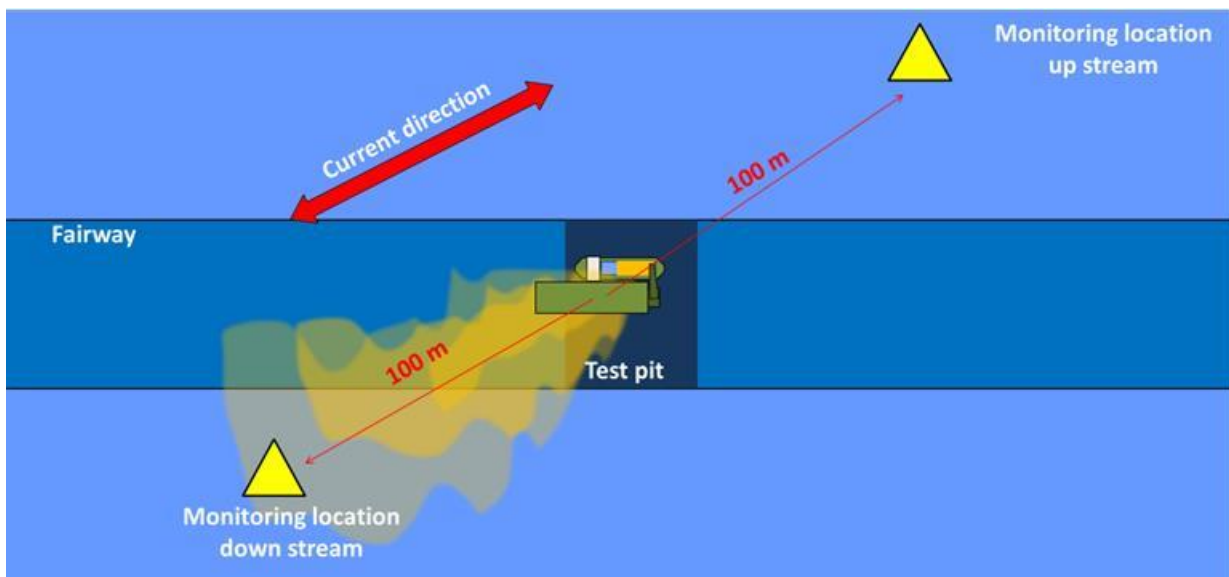 Monitoring location
up stream
Current direction
100 m
Fairway
100 m
Test pit
Monitoring location
down stream